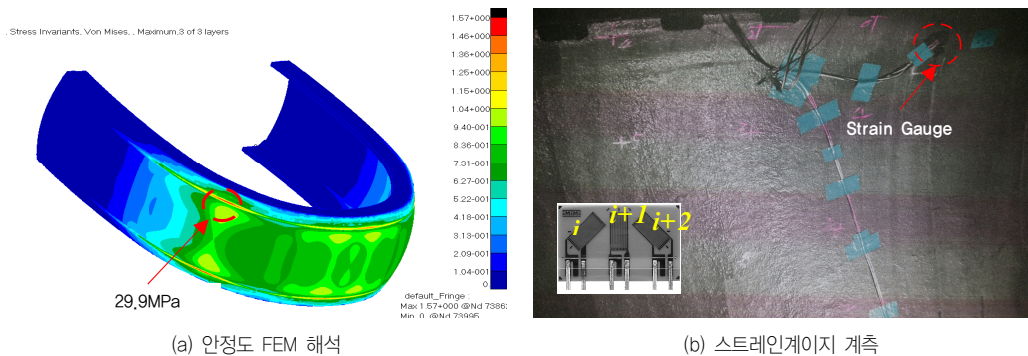 . Stress Invariants, Von Mises, , Maximum,3 of 3 layers
1.57+000
1.46+000
1.36+000
1.25+000
1.15+000
1.04+000
9.40-001
8.36-001
7.31-001
6.27-001
5.22-001
4.18-001
3.13-001
2.09-001
1.04-001
0.
default_Fringe :
Max 1.57+000 @Nd 7386
Min 0. @Nd 73995
29.9MPa
(a) 안정도 FEM 해석
Strain Gauge
i
i+1
i+2
(b) 스트레인게이지 계측